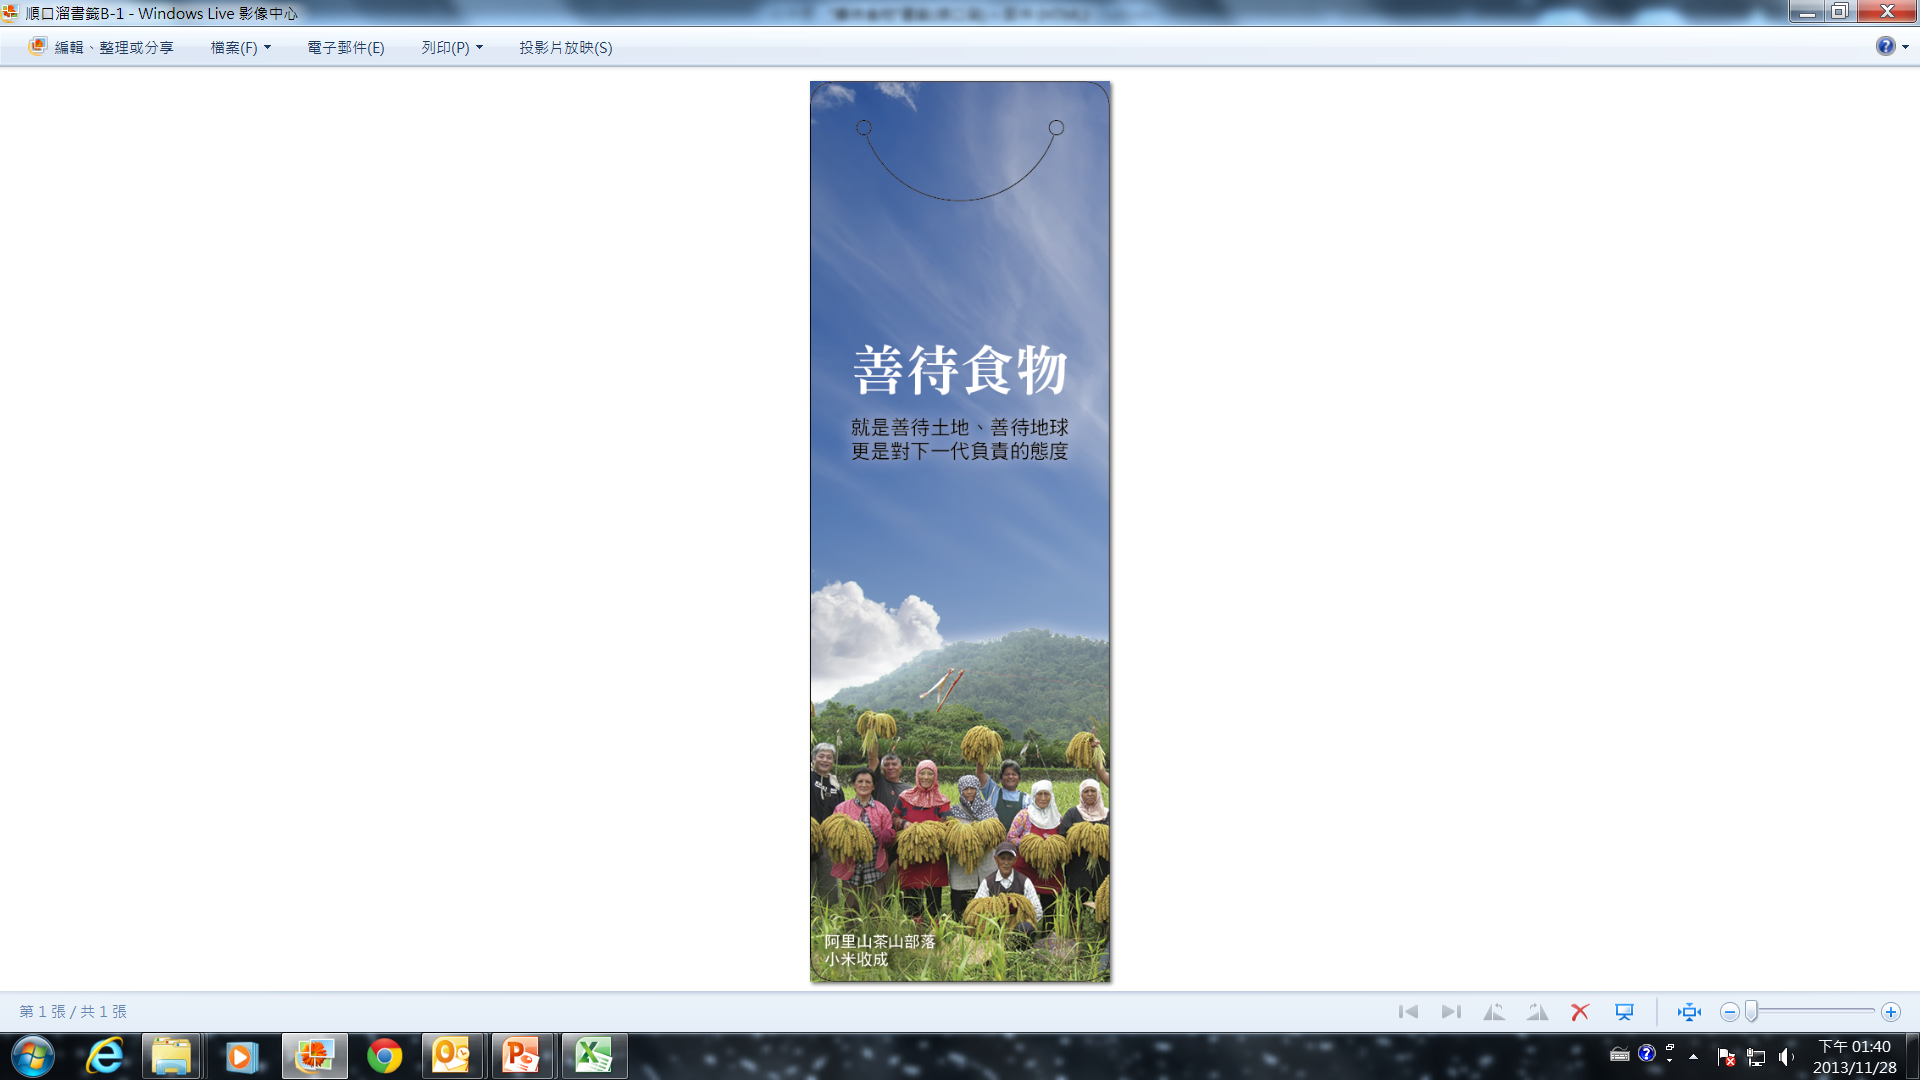 順口溜書籤B-1 - Windows Live 影像中心
編輯、整理或分享 檔案(F) 電子郵件(E) 列印(P) 投影片放映(S)
善待食物
就是善待土地、善待地球
更是對下一代負責的態度
阿里山茶山部落
小米收成
第 1 張 / 共 1 張
下午 01:40
2013/11/28